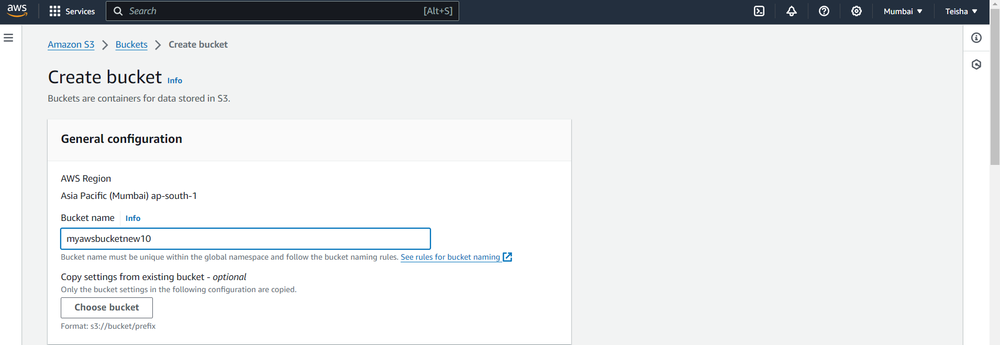 aws Services Search [Alt+S] Mumbai Teisha
Amazon S3 > Buckets > Create bucket
Create bucket Info
Buckets are containers for data stored in S3.
General configuration
AWS Region
Asia Pacific (Mumbai) ap-south-1
Bucket name Info
myawsbucketnew10
Bucket name must be unique within the global namespace and follow the bucket naming rules. See rules for bucket naming
Copy settings from existing bucket - optional
Only the bucket settings in the following configuration are copied.
Choose bucket
Format: s3://bucket/prefix